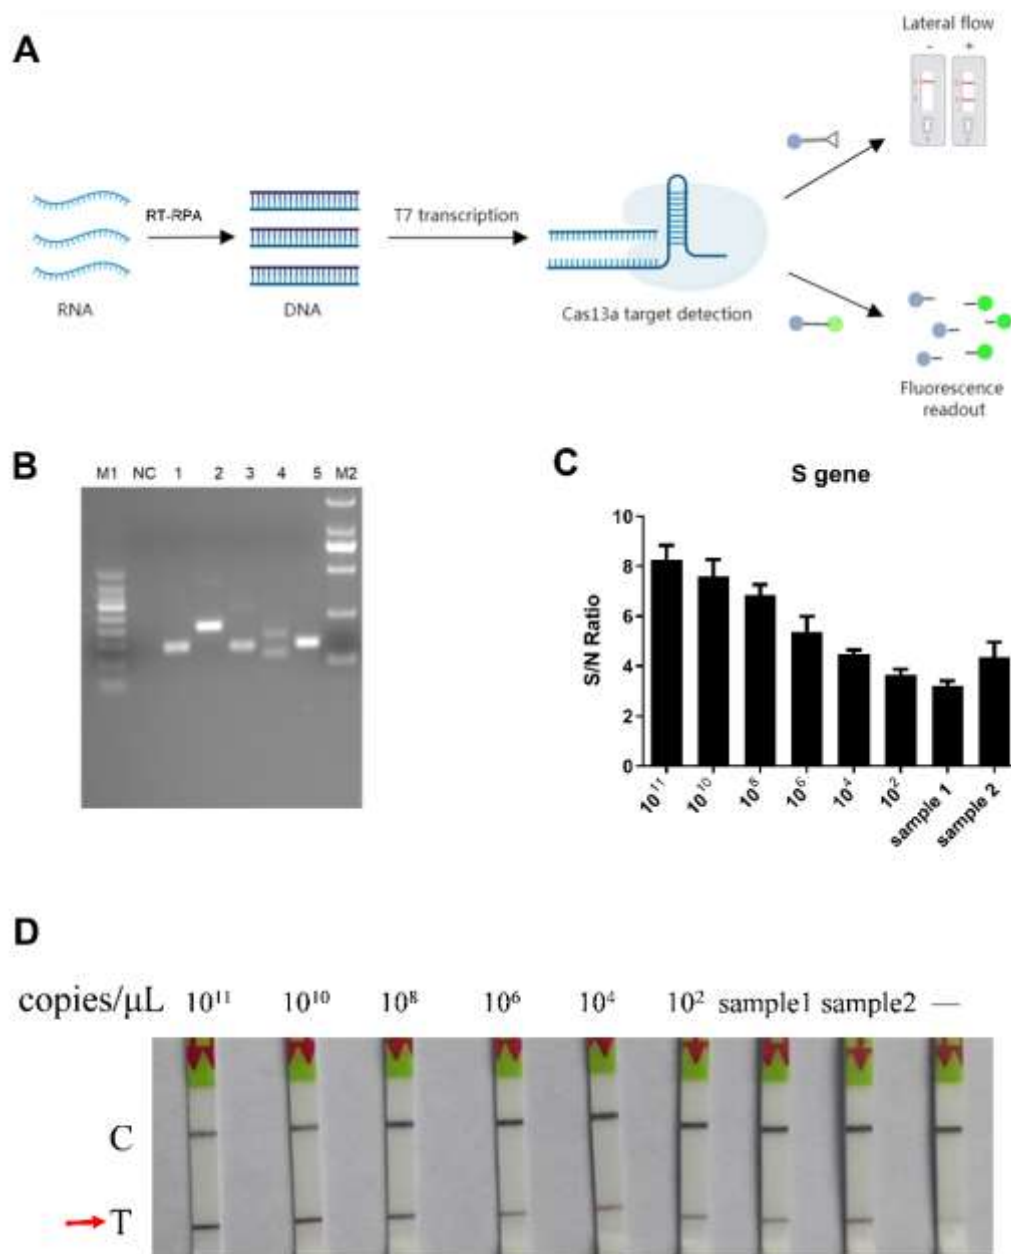 A
Lateral flow
- +
RT-RPA
T7 transcription
RNA
DNA
Cas13a target detection
Fluorescence
readout
B
M1 NC 1 2 3 4 5 M2
C
S gene
S/N Ratio
10
8
6
4
2
0
10¹¹ 10¹⁰ 10⁸ 10⁶ 10⁴ 10² sample 1 sample 2
D
copies/μL 10¹¹ 10¹⁰ 10⁸ 10⁶ 10⁴ 10² sample1 sample2 —
C
T